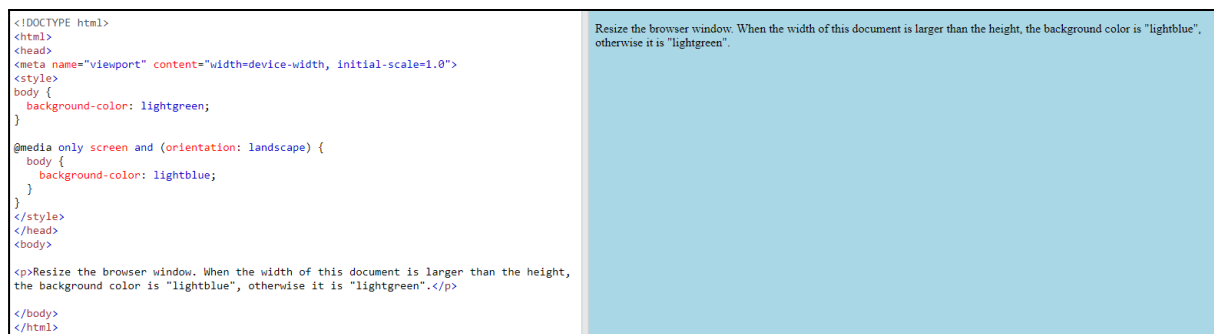 <!DOCTYPE html>
<html>
<head>
<meta name="viewport" content="width=device-width, initial-scale=1.0">
<style>
body {
  background-color: lightgreen;
}
@media only screen and (orientation: landscape) {
  body {
    background-color: lightblue;
  }
}
</style>
</head>
<body>
<p>Resize the browser window. When the width of this document is larger than the height,
the background color is "lightblue", otherwise it is "lightgreen".</p>
</body>
</html>
Resize the browser window. When the width of this document is larger than the height, the background color is "lightblue",
otherwise it is "lightgreen".